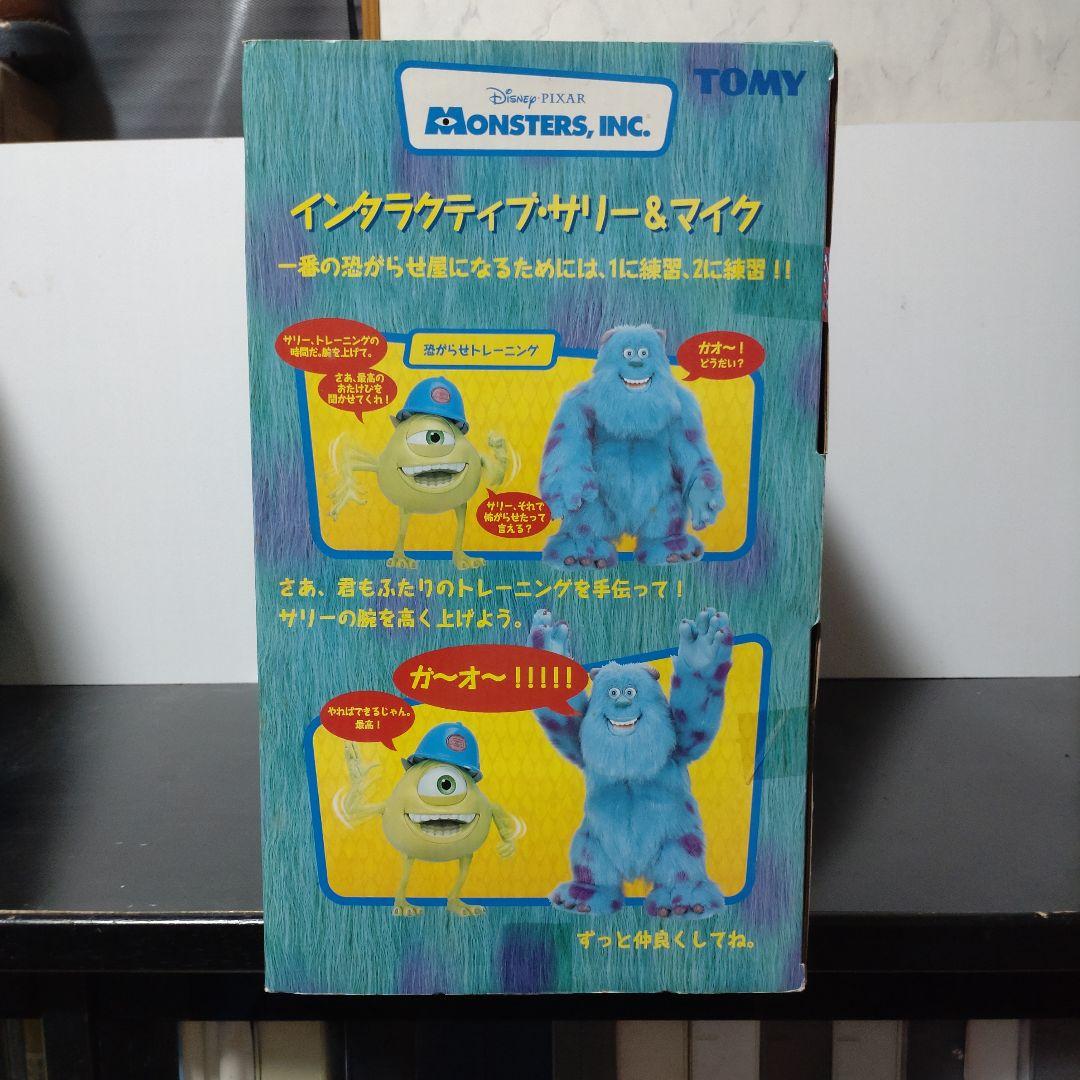 Disney·PIXAR
MONSTERS, INC.
TOMY
インタラクティブ·サリー&マイク
一番の恐がらせ屋になるためには、1に練習、2に練習!!
サリー、トレーニングの
時間だ。腕を上げて。
恐がらせトレーニング
ガオ〜!
どうだい?
さあ、最高の
おたけびを
聞かせてくれ!
サリー、それで
怖がらせたって
言える?
さあ、君もふたりのトレーニングを手伝って!
サリーの腕を高く上げよう。
ガ〜オ〜!!!!!
やればできるじゃん。
最高!
ずっと仲良くしてね。